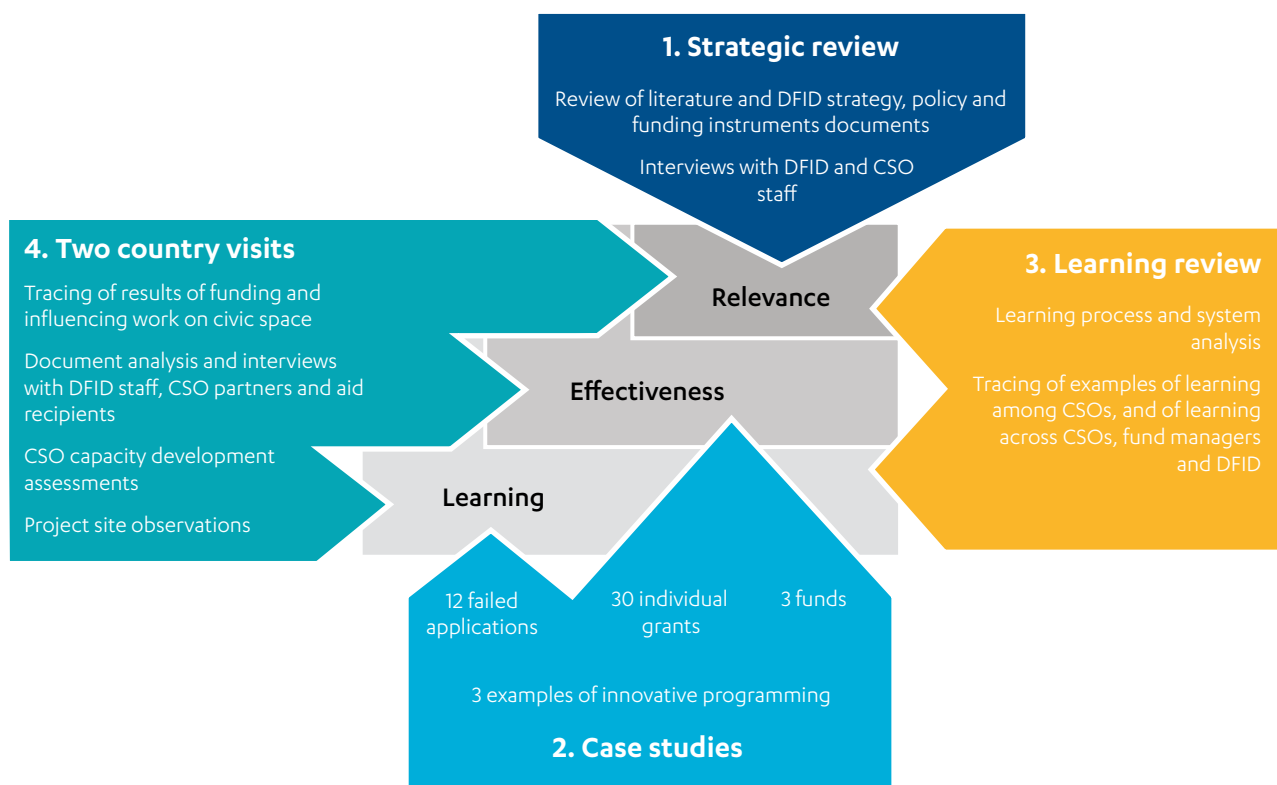 1. Strategic review
Review of literature and DFID strategy, policy and
funding instruments documents
Interviews with DFID and CSO
staff
4. Two country visits
Tracing of results of funding and
influencing work on civic space
Document analysis and interviews
with DFID staff, CSO partners and aid
recipients
CSO capacity development
assessments
Project site observations
Relevance
Effectiveness
Learning
3. Learning review
Learning process and system
analysis
Tracing of examples of learning
among CSOs, and of learning
across CSOs, fund managers
and DFID
12 failed
applications
30 individual
grants
3 funds
3 examples of innovative programming
2. Case studies